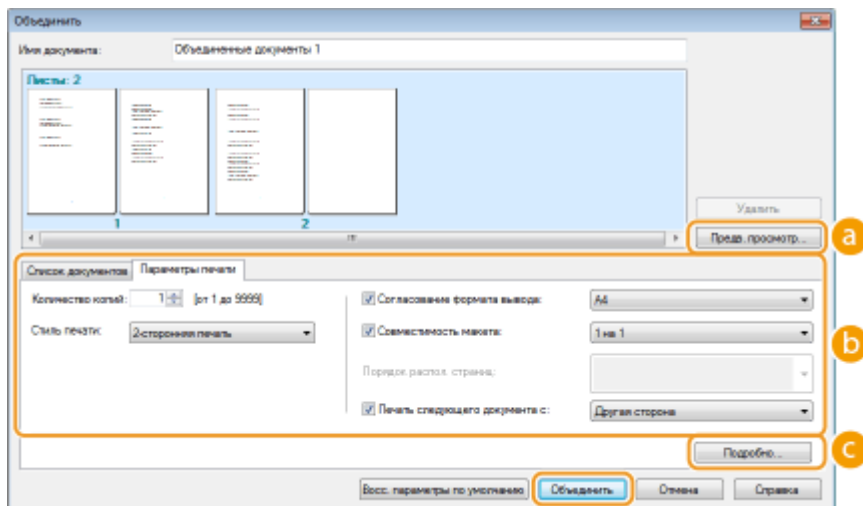 Объединить
Имя документа: Объединенные документы 1
Листы: 2
1 2
Удалить
Предв. просмотр... a
Список документов Параметры печати
Количество копий: 1 [от 1 до 9999] Согласование формата вывода: A4
Стиль печати: 2-сторонняя печать Совместимость макета: 1 на 1
b
Порядок распол. страниц:
Печать следующего документа с: Другая сторона
Подробно... c
Восс. параметры по умолчанию Объединить Отмена Справка